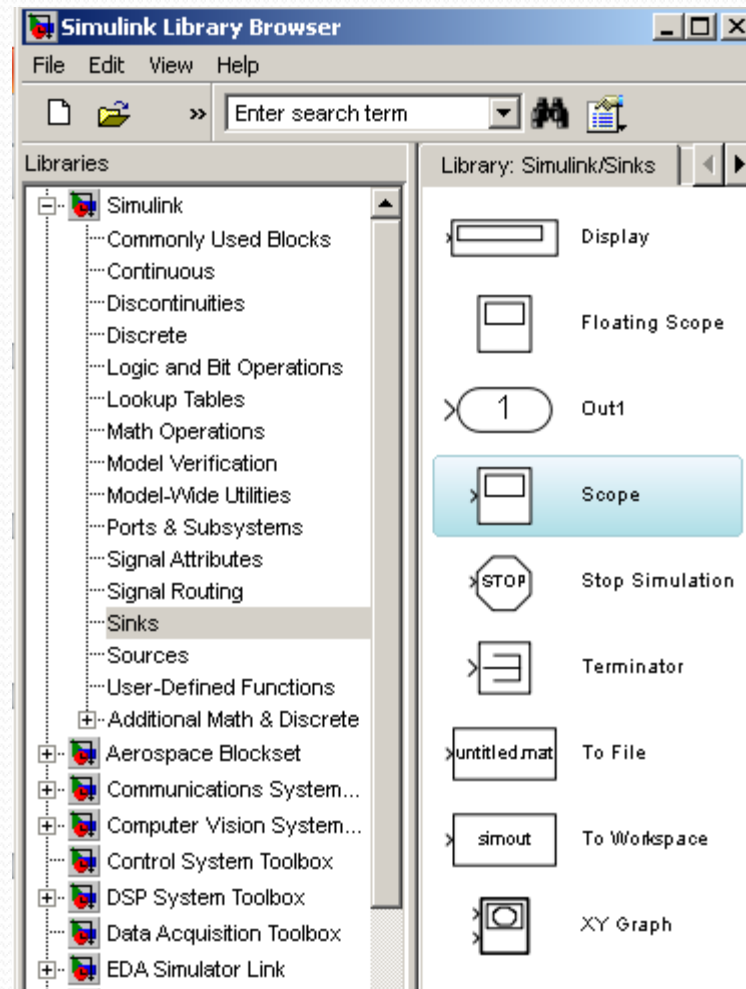 Simulink Library Browser
File Edit View Help
» Enter search term
Libraries
Simulink
Commonly Used Blocks
Continuous
Discontinuities
Discrete
Logic and Bit Operations
Lookup Tables
Math Operations
Model Verification
Model-Wide Utilities
Ports & Subsystems
Signal Attributes
Signal Routing
Sinks
Sources
User-Defined Functions
Additional Math & Discrete
Aerospace Blockset
Communications System...
Computer Vision System...
Control System Toolbox
DSP System Toolbox
Data Acquisition Toolbox
EDA Simulator Link
Library: Simulink/Sinks
Display
Floating Scope
1 Out1
Scope
STOP Stop Simulation
Terminator
untitled.mat To File
simout To Workspace
XY Graph